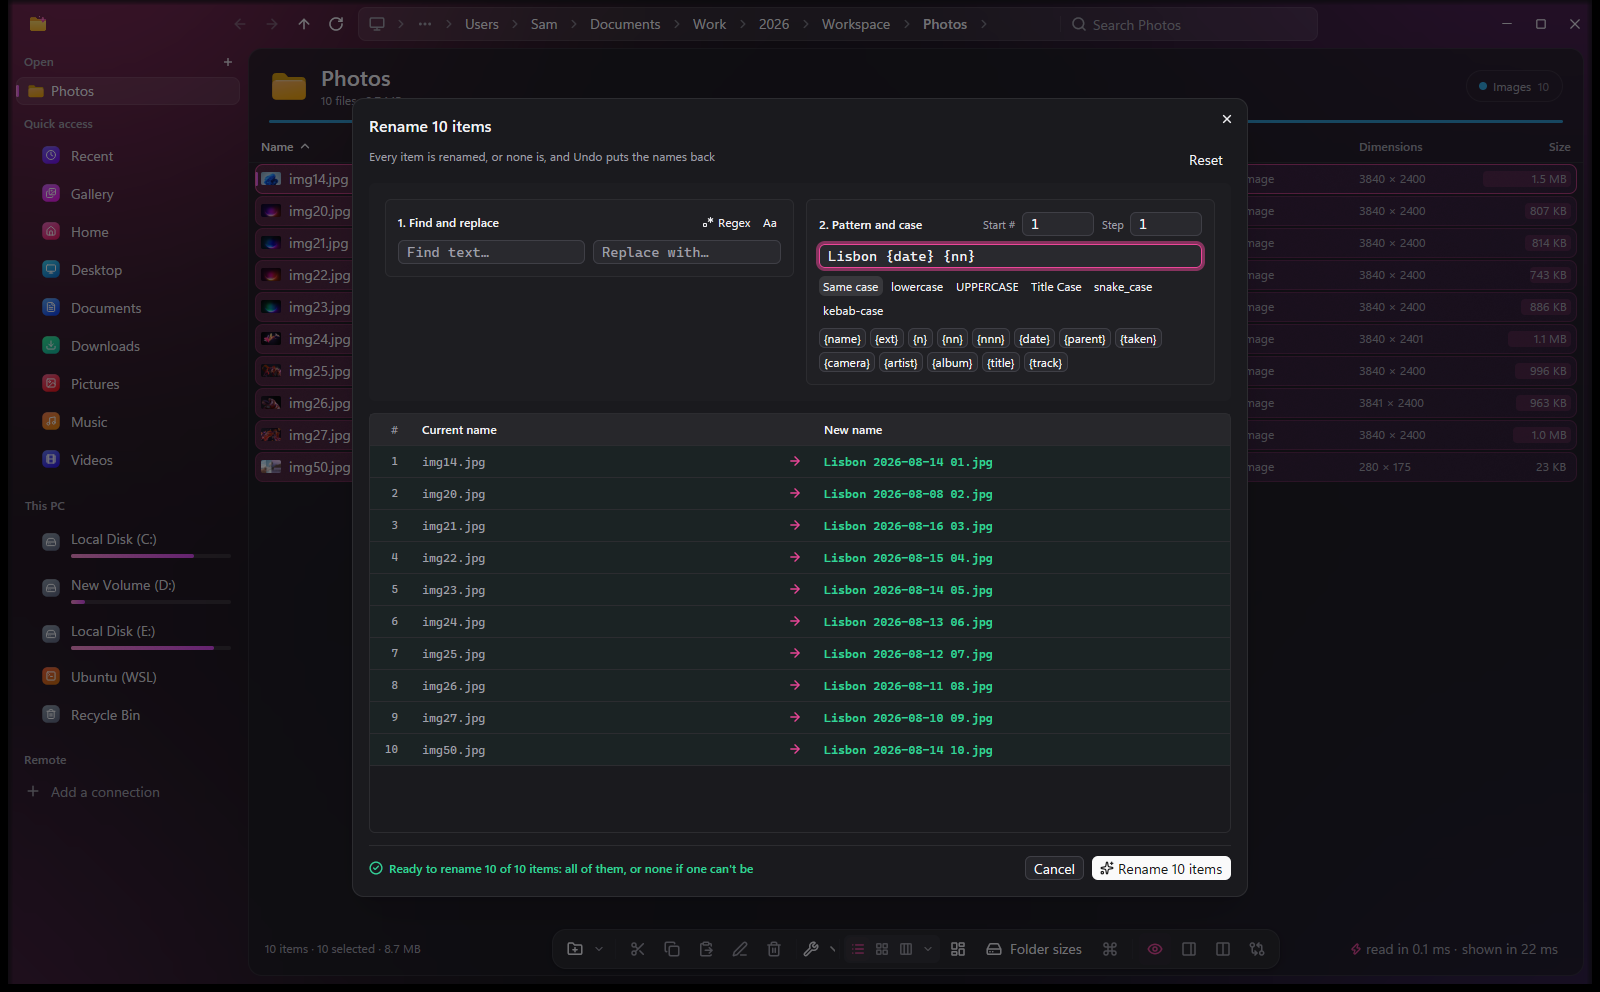 Users
Sam
Documents
Work
2026
Workspace
Photos
Search Photos
Open
Photos
Quick access
Recent
Gallery
Home
Desktop
Documents
Downloads
Pictures
Music
Videos
This PC
Local Disk (C:)
New Volume (D:)
Local Disk (E:)
Ubuntu (WSL)
Recycle Bin
Remote
Add a connection
Photos
10 files
Images 10
Name
Dimensions
Size
img14.jpg
3840 × 2400
1.5 MB
img20.jpg
3840 × 2400
807 KB
img21.jpg
3840 × 2400
814 KB
img22.jpg
3840 × 2400
743 KB
img23.jpg
3840 × 2400
886 KB
img24.jpg
3840 × 2401
1.1 MB
img25.jpg
3840 × 2400
996 KB
img26.jpg
3841 × 2400
963 KB
img27.jpg
3840 × 2400
1.0 MB
img50.jpg
280 × 175
23 KB
Rename 10 items
Every item is renamed, or none is, and Undo puts the names back
Reset
1. Find and replace
Regex
Aa
Find text…
Replace with…
2. Pattern and case
Start # 1
Step 1
Lisbon {date} {nn}
Same case lowercase UPPERCASE Title Case snake_case
kebab-case
{name} {ext} {n} {nn} {nnn} {date} {parent} {taken}
{camera} {artist} {album} {title} {track}
# Current name New name
1 img14.jpg → Lisbon 2026-08-14 01.jpg
2 img20.jpg → Lisbon 2026-08-08 02.jpg
3 img21.jpg → Lisbon 2026-08-16 03.jpg
4 img22.jpg → Lisbon 2026-08-15 04.jpg
5 img23.jpg → Lisbon 2026-08-14 05.jpg
6 img24.jpg → Lisbon 2026-08-13 06.jpg
7 img25.jpg → Lisbon 2026-08-12 07.jpg
8 img26.jpg → Lisbon 2026-08-11 08.jpg
9 img27.jpg → Lisbon 2026-08-10 09.jpg
10 img50.jpg → Lisbon 2026-08-14 10.jpg
Ready to rename 10 of 10 items: all of them, or none if one can't be
Cancel
Rename 10 items
10 items · 10 selected · 8.7 MB
Folder sizes
read in 0.1 ms · shown in 22 ms